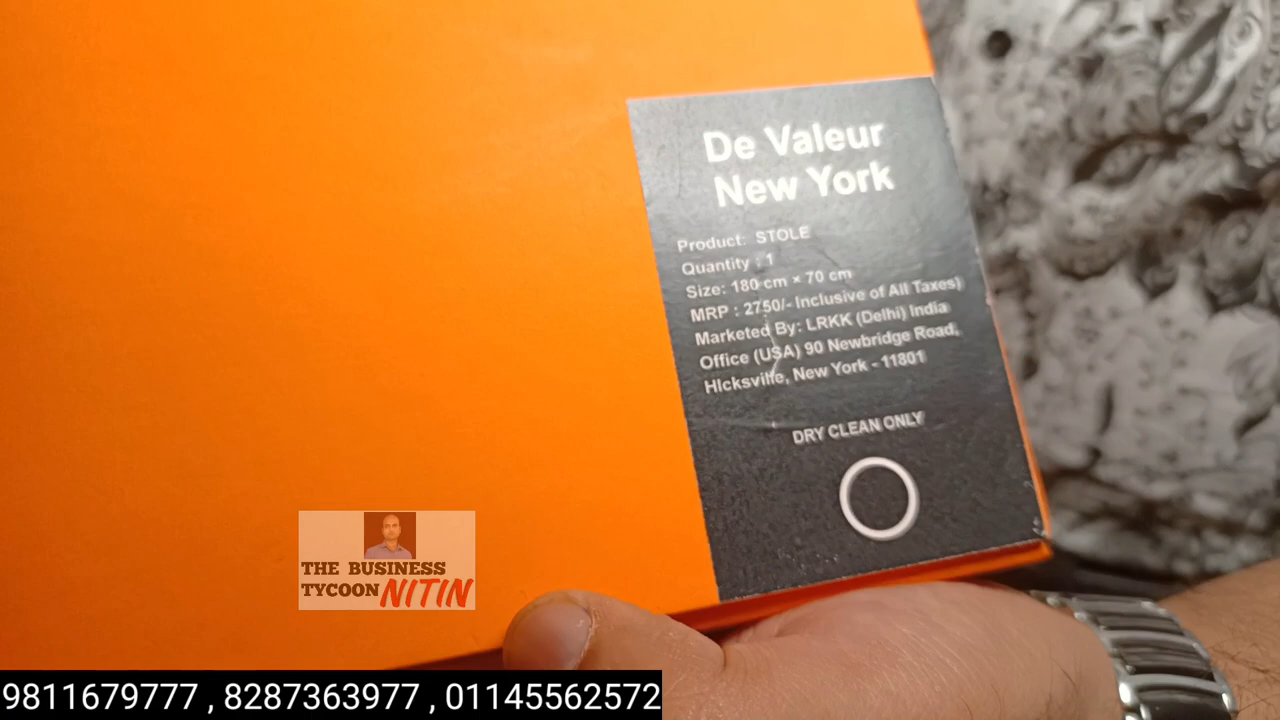 De Valeur
New York
Product: STOLE
Quantity : 1
Size: 180 cm × 70 cm
MRP : 2750/- Inclusive of All Taxes)
Marketed By: LRKK (Delhi) India
Office (USA) 90 Newbridge Road,
HIcksville, New York - 11801
DRY CLEAN ONLY
THE BUSINESS
TYCOON NITIN
9811679777 , 8287363977 , 01145562572